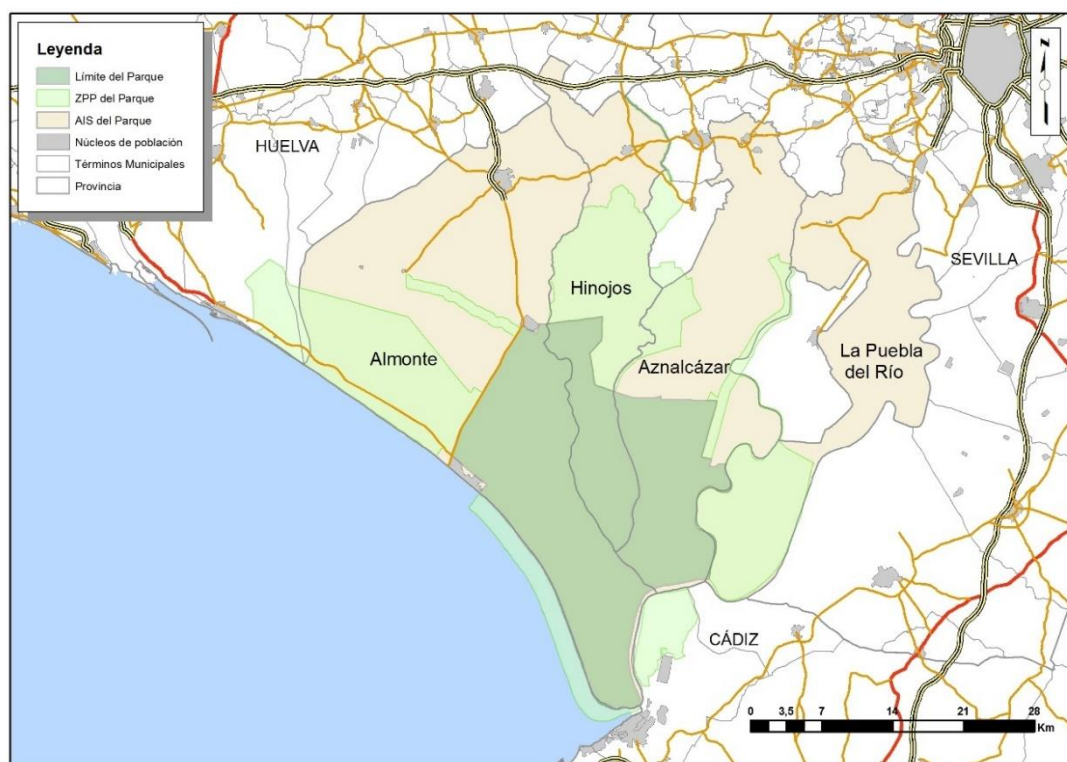 Leyenda
Límite del Parque
ZPP del Parque
AIS del Parque
Núcleos de población
Términos Municipales
Provincia
N
HUELVA
SEVILLA
Hinojos
Almonte
Aznalcázar
La Puebla
del Río
CÁDIZ
0 3,5 7 14 21 28
Km